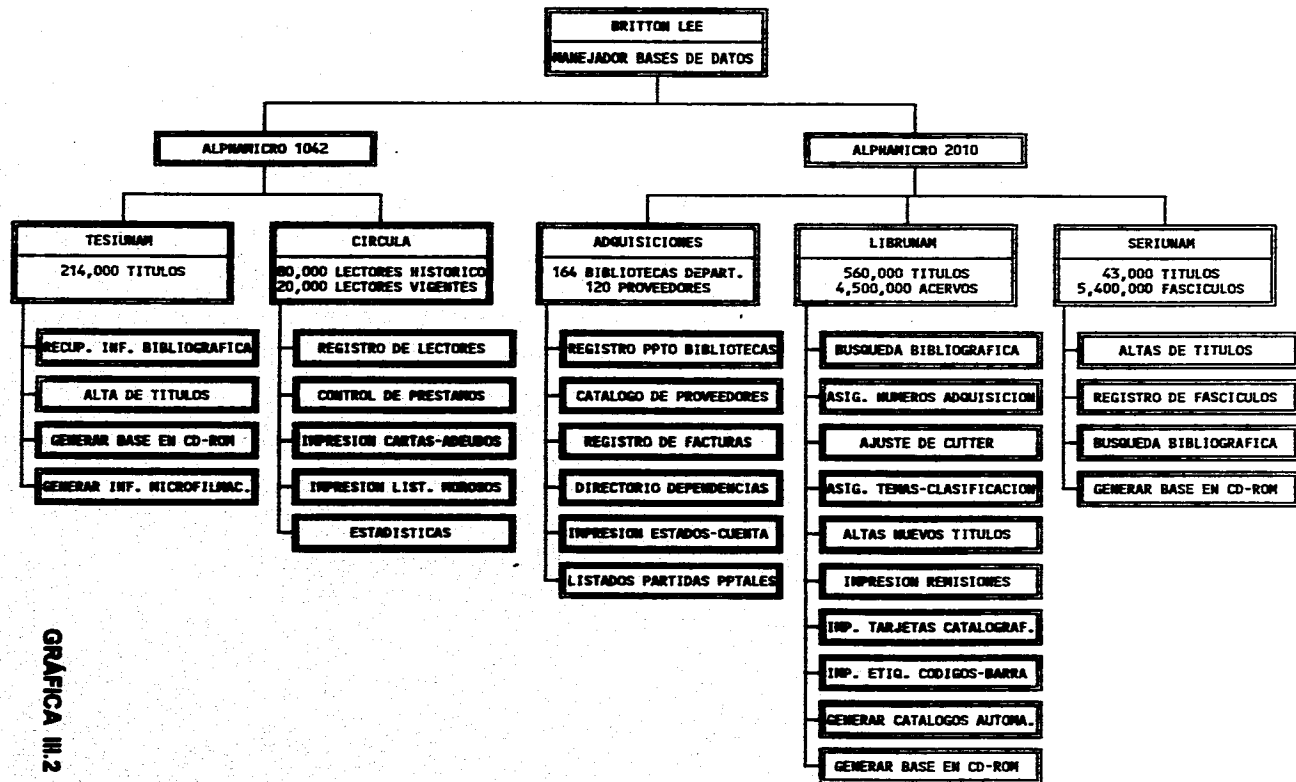 BRITTON LEE
MANEJADOR BASES DE DATOS
ALPHAMICRO 1042
ALPHAMICRO 2010
TESIUNAM
214,000 TITULOS
RECUP. INF. BIBLIOGRAFICA
ALTA DE TITULOS
GENERAR BASE EN CD-ROM
GENERAR INF. MICROFILMAC.
CIRCULA
80,000 LECTORES HISTORICO
20,000 LECTORES VIGENTES
REGISTRO DE LECTORES
CONTROL DE PRESTAMOS
IMPRESION CARTAS-ADEUDOS
IMPRESION LIST. MOROSOS
ESTADISTICAS
ADQUISICIONES
164 BIBLIOTECAS DEPART.
120 PROVEEDORES
REGISTRO PPTO BIBLIOTECAS
CATALOGO DE PROVEEDORES
REGISTRO DE FACTURAS
DIRECTORIO DEPENDENCIAS
IMPRESION ESTADOS-CUENTA
LISTADOS PARTIDAS PPTALES
LIBRUNAM
560,000 TITULOS
4,500,000 ACERVOS
BUSQUEDA BIBLIOGRAFICA
ASIG. NUMEROS ADQUISICION
AJUSTE DE CUTTER
ASIG. TEMAS-CLASIFICACION
ALTAS NUEVOS TITULOS
IMPRESION REMISIONES
IMP. TARJETAS CATALOGRAF.
IMP. ETIQ. CODIGOS-BARRA
GENERAR CATALOGOS AUTOMA.
GENERAR BASE EN CD-ROM
SERIUNAM
43,000 TITULOS
5,400,000 FASCICULOS
ALTAS DE TITULOS
REGISTRO DE FASCICULOS
BUSQUEDA BIBLIOGRAFICA
GENERAR BASE EN CD-ROM
GRÁFICA III.2